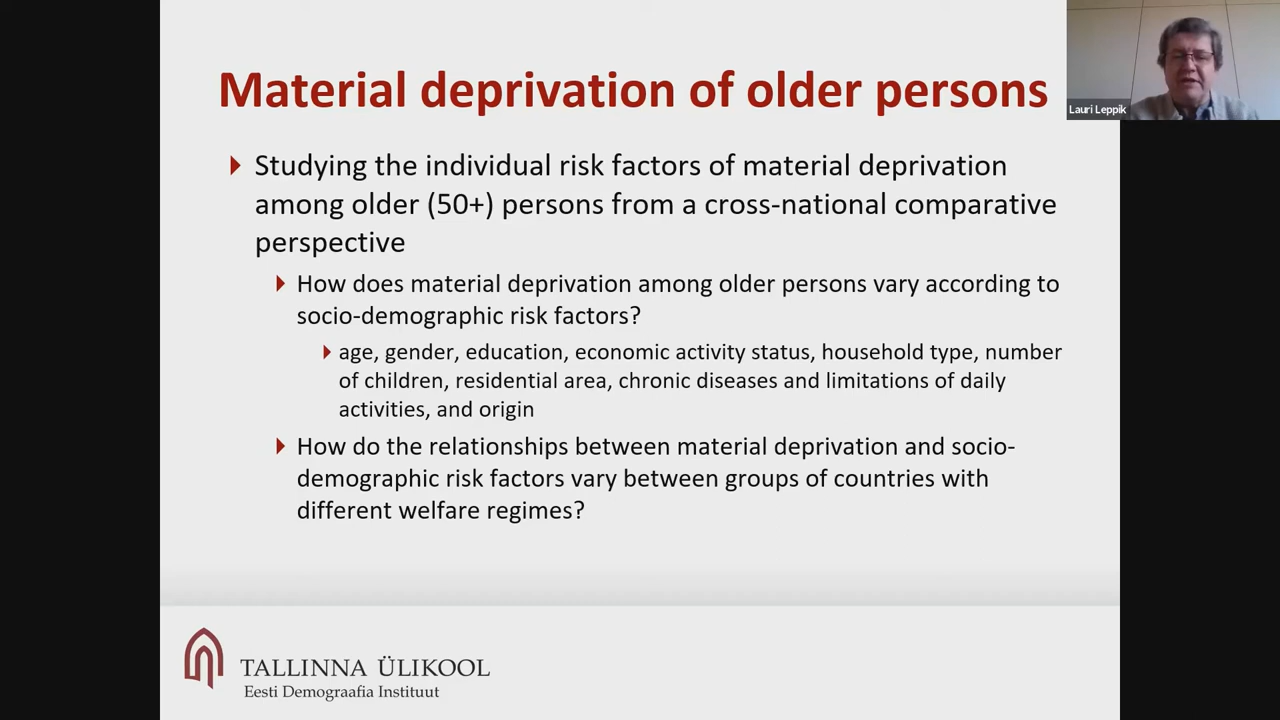 Material deprivation of older persons
Lauri Leppik
Studying the individual risk factors of material deprivation
among older (50+) persons from a cross-national comparative
perspective
How does material deprivation among older persons vary according to
socio-demographic risk factors?
age, gender, education, economic activity status, household type, number
of children, residential area, chronic diseases and limitations of daily
activities, and origin
How do the relationships between material deprivation and socio-
demographic risk factors vary between groups of countries with
different welfare regimes?
TALLINNA ÜLIKOOL
Eesti Demograafia Instituut